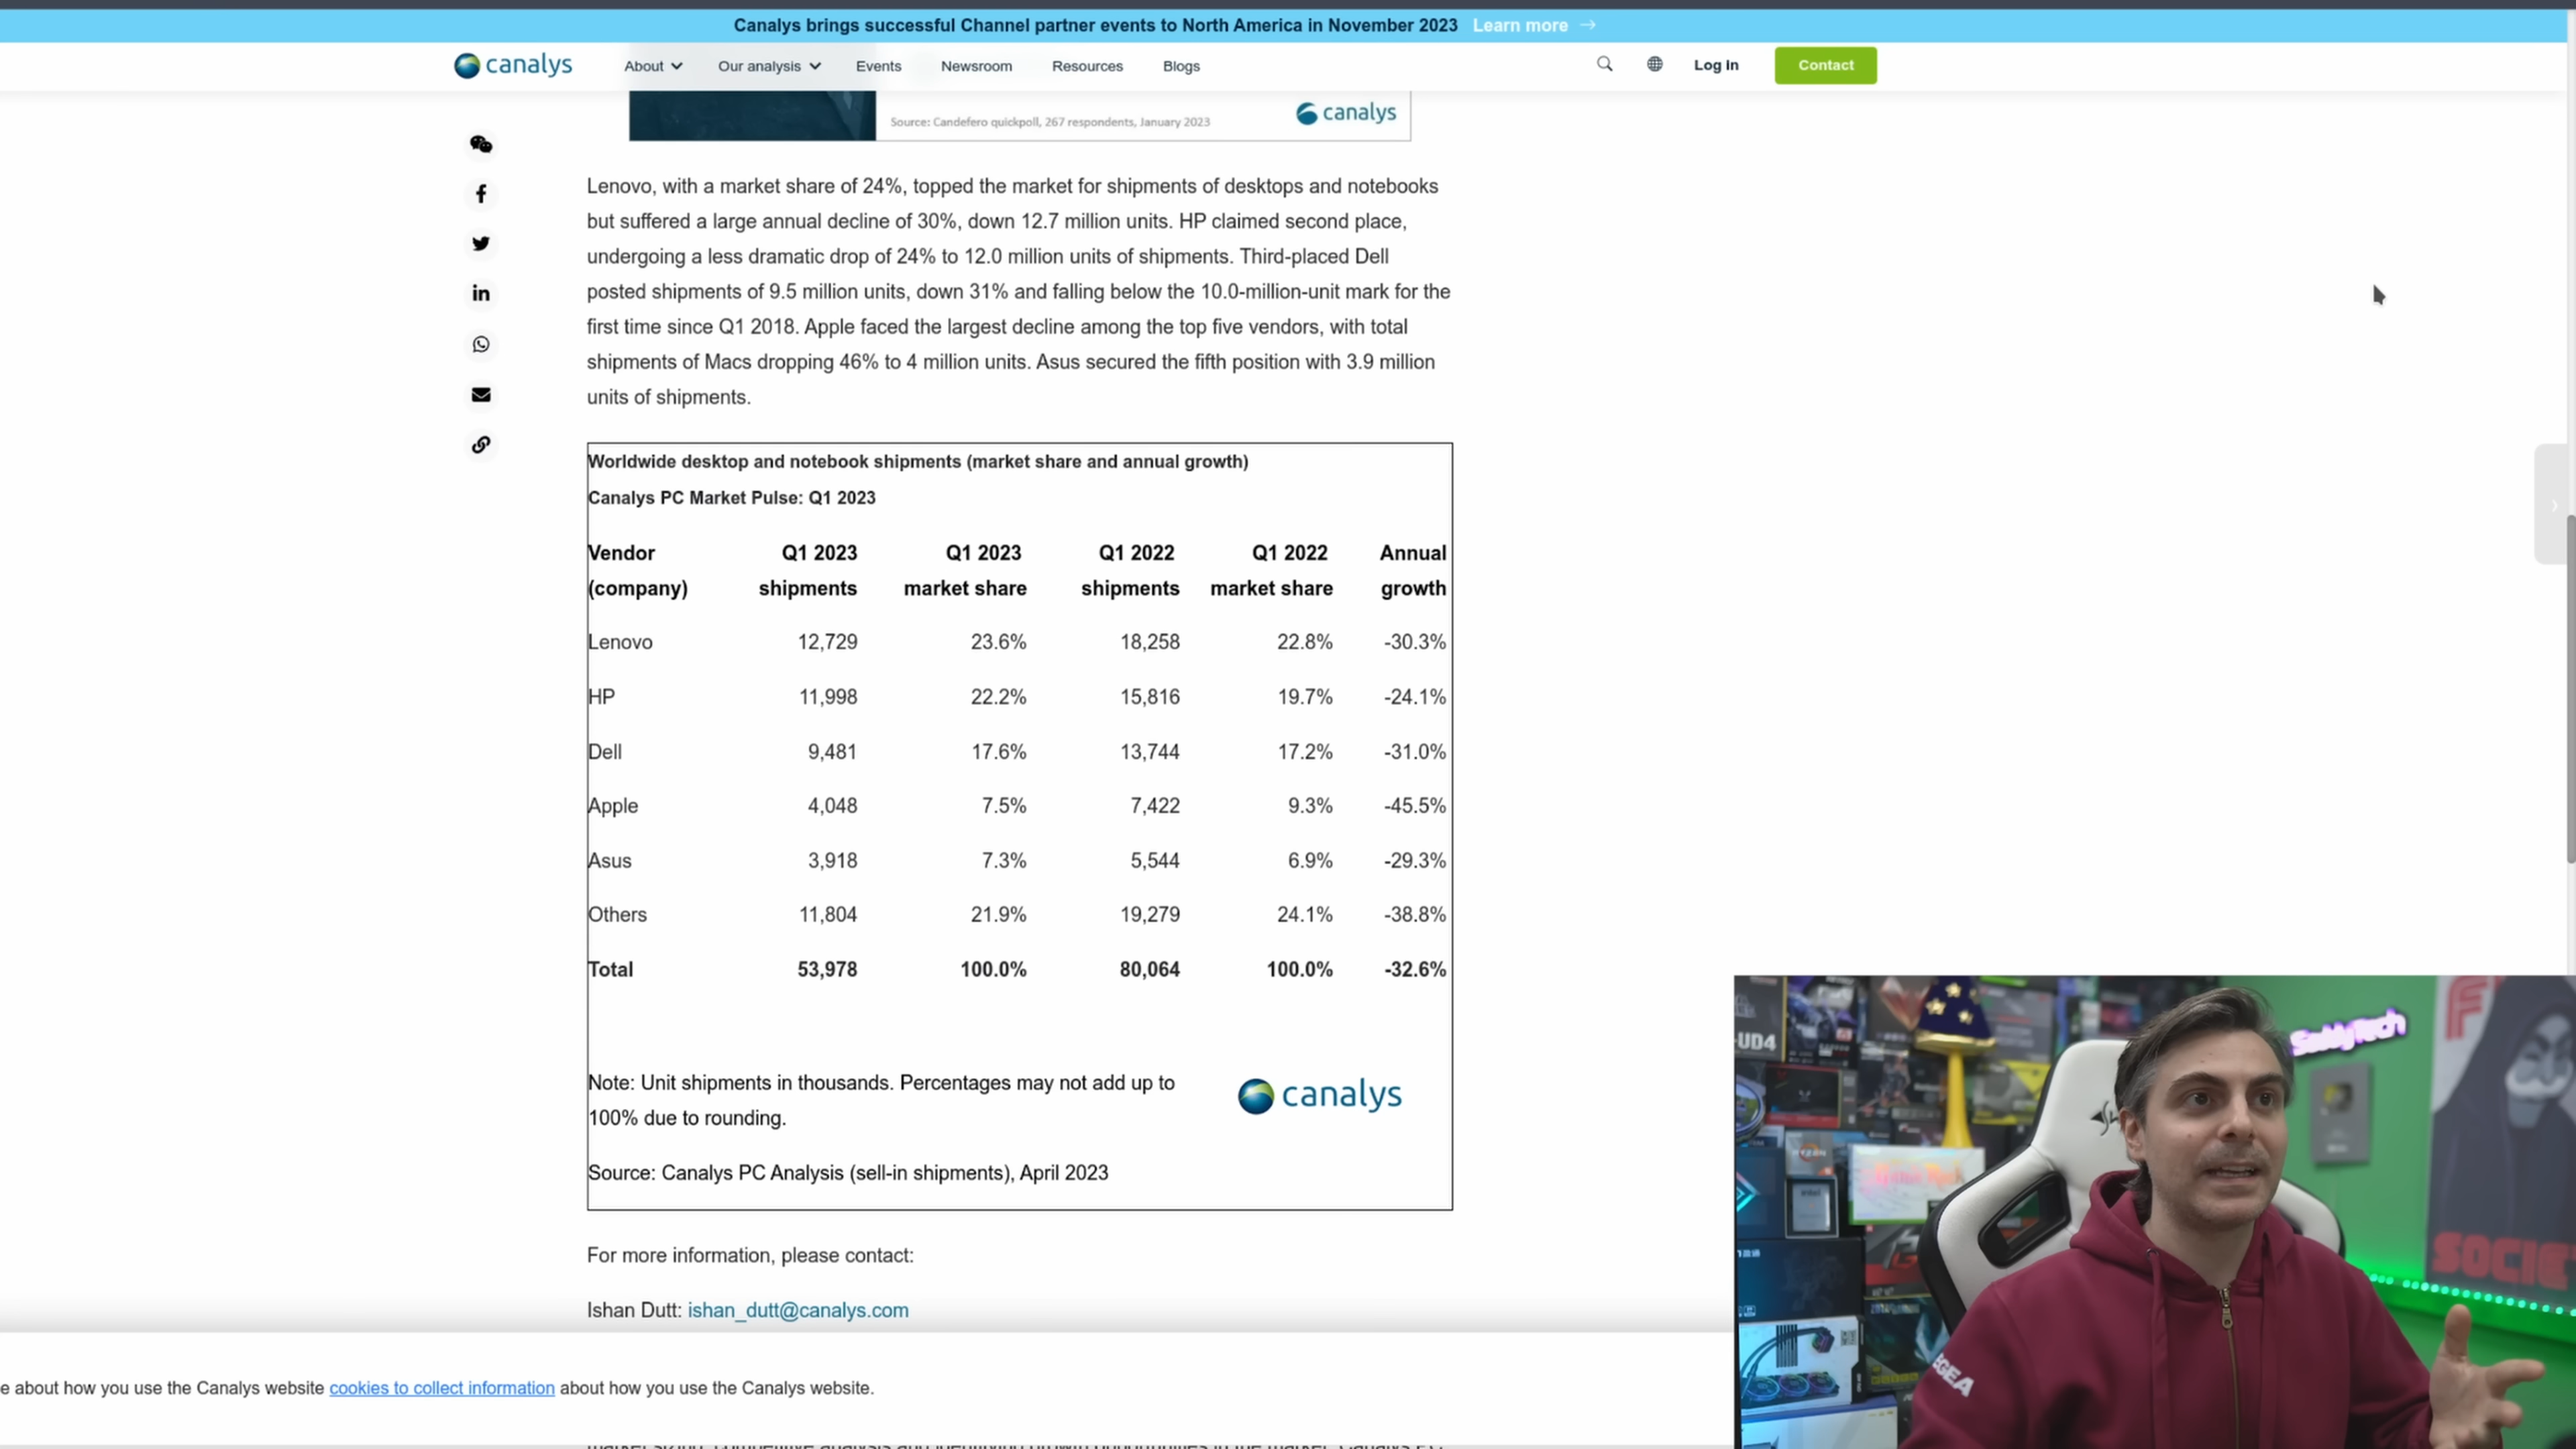 Canalys brings successful Channel partner events to North America in November 2023 Learn more →
canalys About Our analysis Events Newsroom Resources Blogs Log In Contact
Source: Candefero quickpoll, 267 respondents, January 2023 canalys
Lenovo, with a market share of 24%, topped the market for shipments of desktops and notebooks
but suffered a large annual decline of 30%, down 12.7 million units. HP claimed second place,
undergoing a less dramatic drop of 24% to 12.0 million units of shipments. Third-placed Dell
posted shipments of 9.5 million units, down 31% and falling below the 10.0-million-unit mark for the
first time since Q1 2018. Apple faced the largest decline among the top five vendors, with total
shipments of Macs dropping 46% to 4 million units. Asus secured the fifth position with 3.9 million
units of shipments.
Worldwide desktop and notebook shipments (market share and annual growth)
Canalys PC Market Pulse: Q1 2023
Vendor Q1 2023 Q1 2023 Q1 2022 Q1 2022 Annual
(company) shipments market share shipments market share growth
Lenovo 12,729 23.6% 18,258 22.8% -30.3%
HP 11,998 22.2% 15,816 19.7% -24.1%
Dell 9,481 17.6% 13,744 17.2% -31.0%
Apple 4,048 7.5% 7,422 9.3% -45.5%
Asus 3,918 7.3% 5,544 6.9% -29.3%
Others 11,804 21.9% 19,279 24.1% -38.8%
Total 53,978 100.0% 80,064 100.0% -32.6%
Note: Unit shipments in thousands. Percentages may not add up to
100% due to rounding.
canalys
Source: Canalys PC Analysis (sell-in shipments), April 2023
For more information, please contact:
Ishan Dutt: ishan_dutt@canalys.com
e about how you use the Canalys website cookies to collect information about how you use the Canalys website.
-UD4
SOCIE